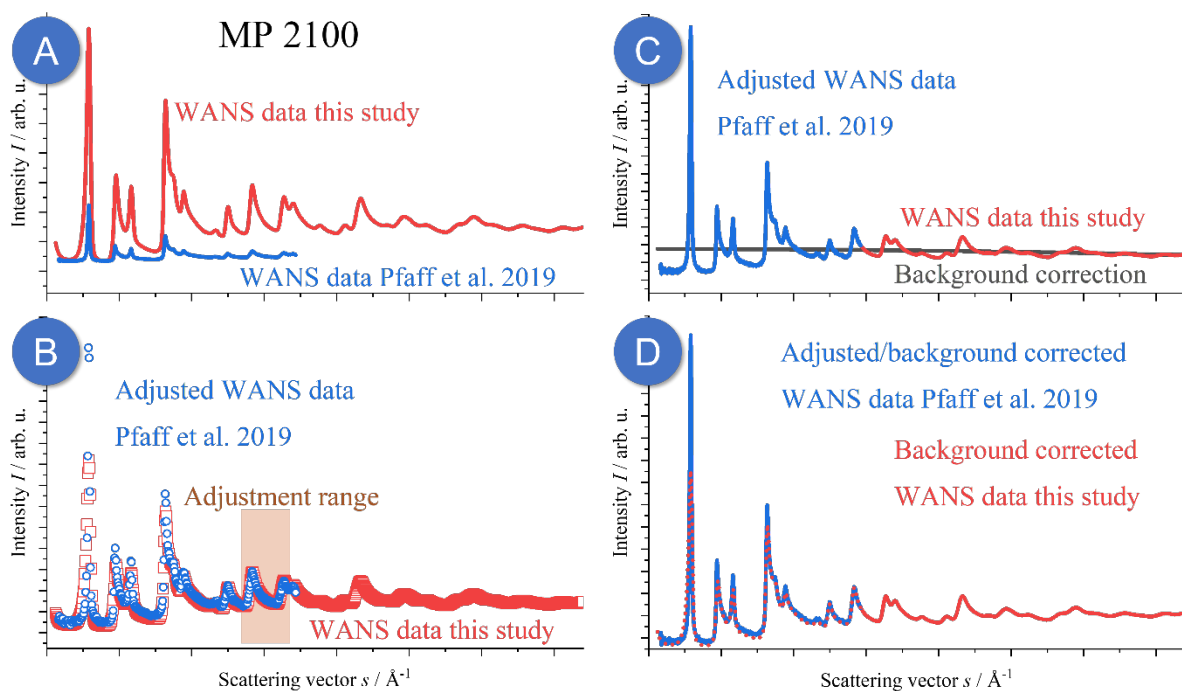 A
MP 2100
WANS data this study
WANS data Pfaff et al. 2019
Intensity I / arb. u.
C
Adjusted WANS data
Pfaff et al. 2019
WANS data this study
Background correction
Intensity I / arb. u.
B
Adjusted WANS data
Pfaff et al. 2019
Adjustment range
WANS data this study
Intensity I / arb. u.
Scattering vector s / Å⁻¹
D
Adjusted/background corrected
WANS data Pfaff et al. 2019
Background corrected
WANS data this study
Intensity I / arb. u.
Scattering vector s / Å⁻¹